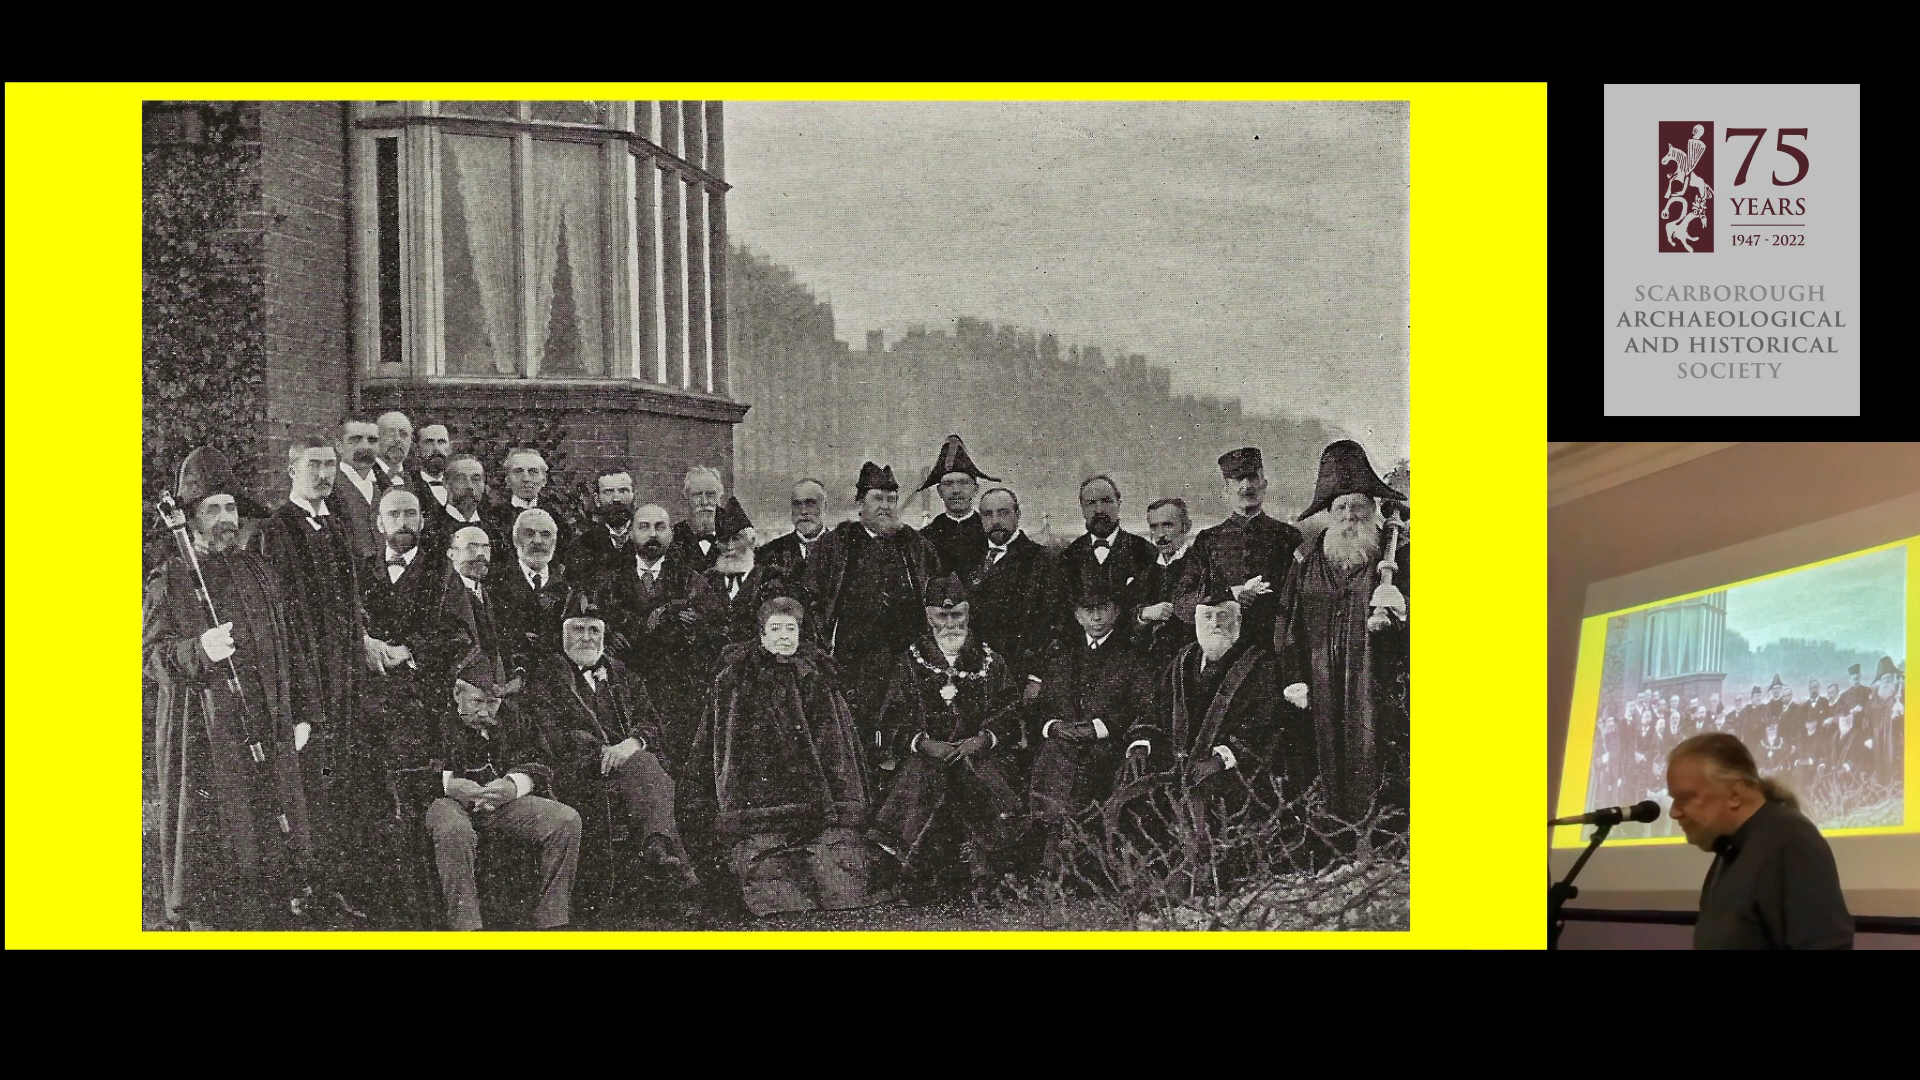 75
YEARS
1947 - 2022
SCARBOROUGH
ARCHAEOLOGICAL
AND HISTORICAL
SOCIETY